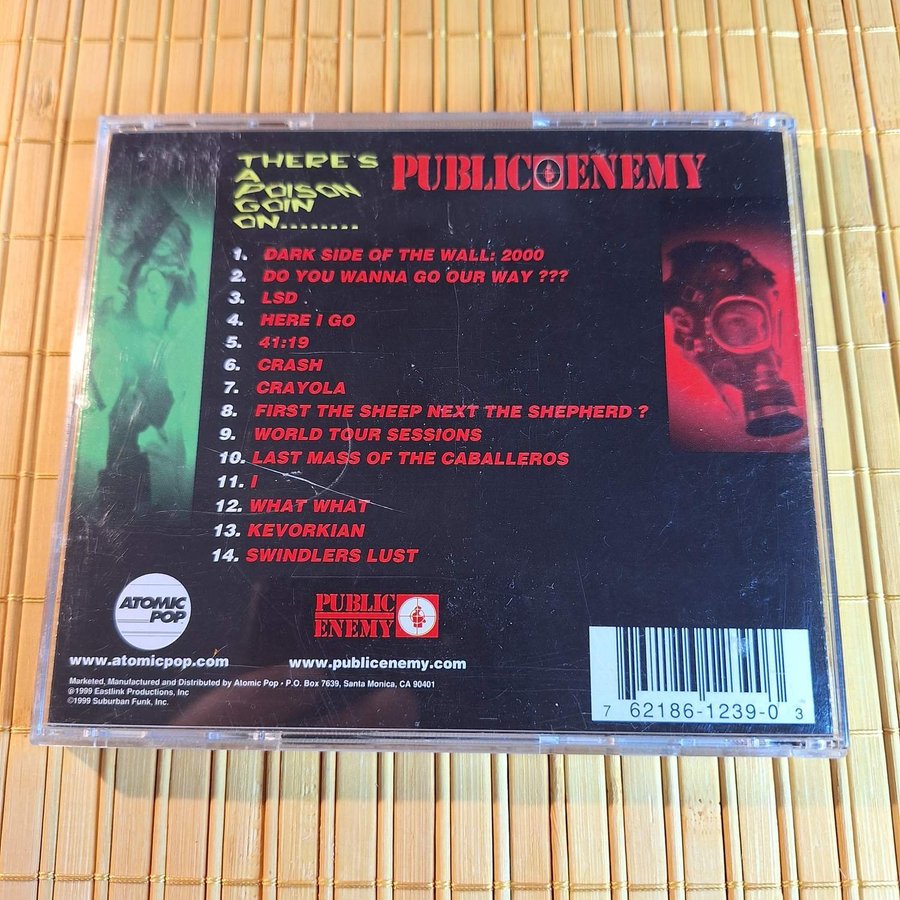 THERE'S
A
POISON
GOIN
ON........
PUBLIC ENEMY
1. DARK SIDE OF THE WALL: 2000
2. DO YOU WANNA GO OUR WAY ???
3. LSD
4. HERE I GO
5. 41:19
6. CRASH
7. CRAYOLA
8. FIRST THE SHEEP NEXT THE SHEPHERD ?
9. WORLD TOUR SESSIONS
10. LAST MASS OF THE CABALLEROS
11. I
12. WHAT WHAT
13. KEVORKIAN
14. SWINDLERS LUST
ATOMIC
POP
PUBLIC
ENEMY
www.atomicpop.com
www.publicenemy.com
Marketed, Manufactured and Distributed by Atomic Pop • P.O. Box 7639, Santa Monica, CA 90401
℗1999 Eastlink Productions, Inc
©1999 Suburban Funk, Inc.
7 62186-1239-0 3